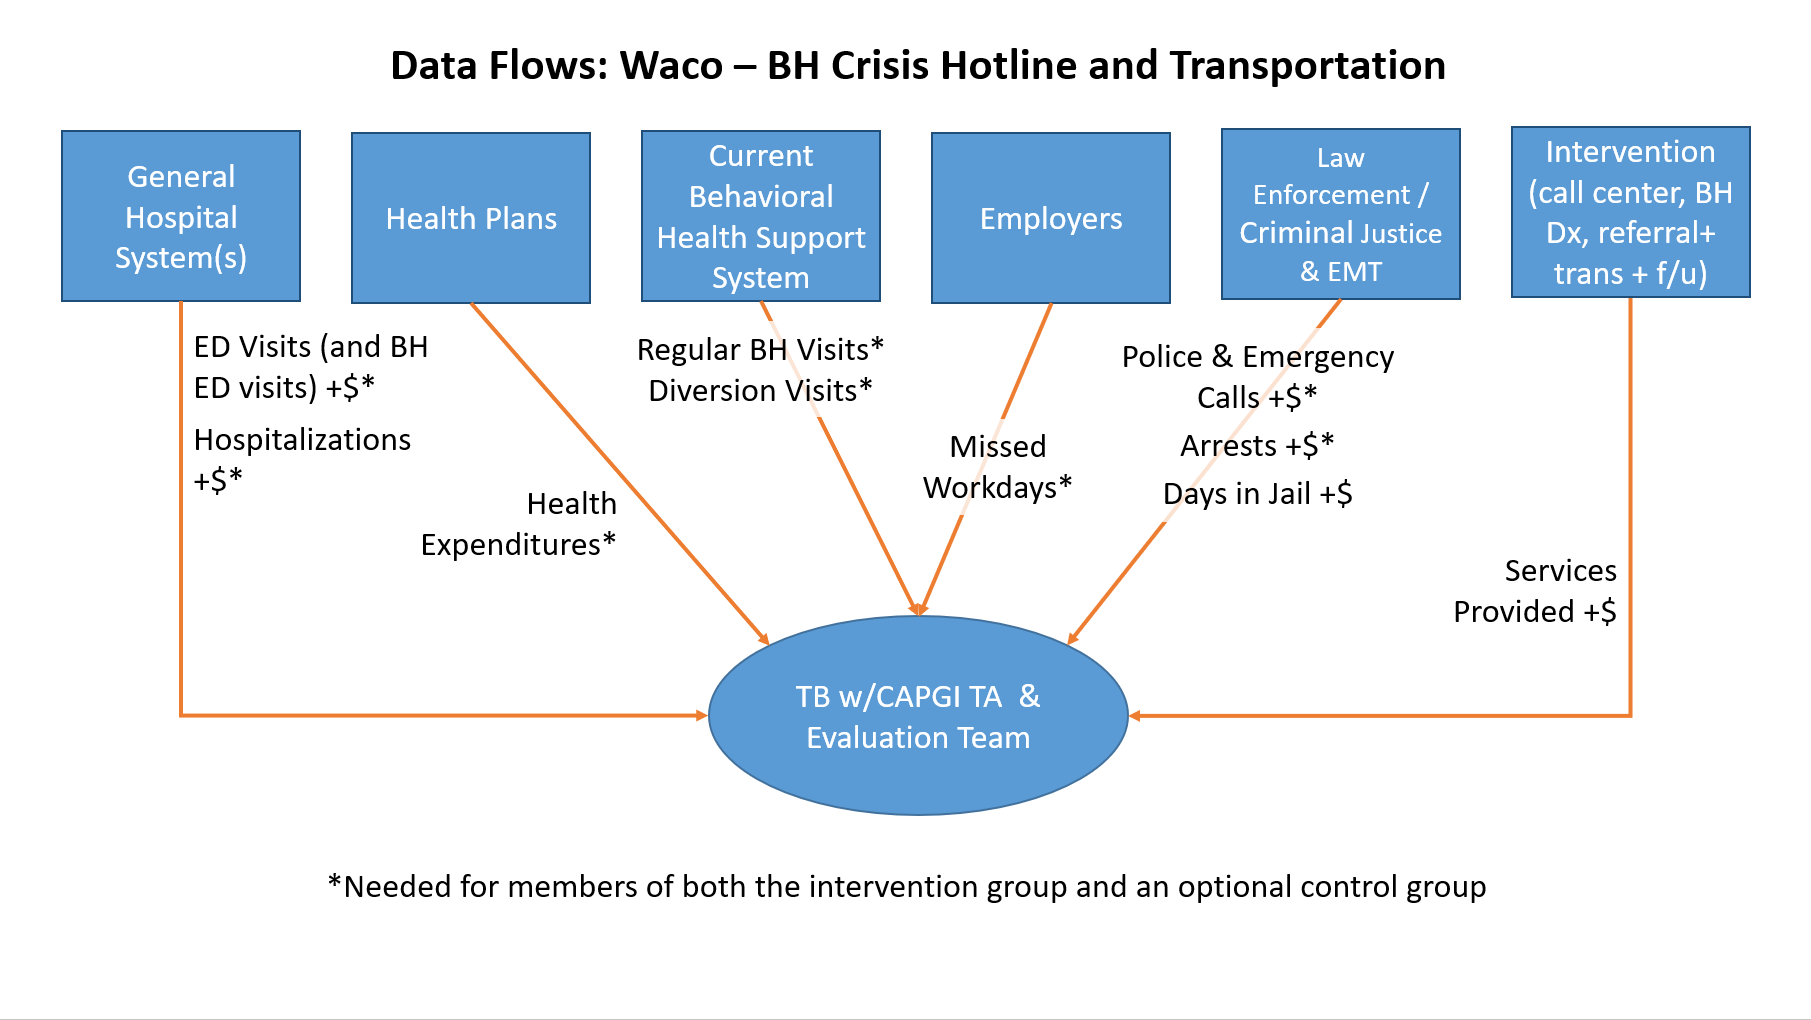 Data Flows: Waco – BH Crisis Hotline and Transportation
General
Hospital
System(s)
Health Plans
Current
Behavioral
Health Support
System
Employers
Law
Enforcement /
Criminal Justice
& EMT
Intervention
(call center, BH
Dx, referral+
trans + f/u)
ED Visits (and BH
ED visits) +$*
Hospitalizations
+$*
Health
Expenditures*
Regular BH Visits*
Diversion Visits*
Missed
Workdays*
Police & Emergency
Calls +$*
Arrests +$*
Days in Jail +$
Services
Provided +$
TB w/CAPGI TA  &
Evaluation Team
*Needed for members of both the intervention group and an optional control group